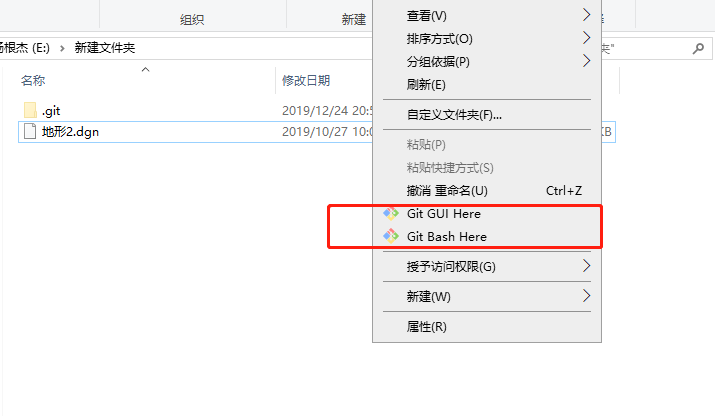 组织
新建
杨根杰 (E:) > 新建文件夹
夹"
名称
修改日期
.git
2019/12/24 20:5
地形2.dgn
2019/10/27 10:0
KB
查看(V)
排序方式(O)
分组依据(P)
刷新(E)
自定义文件夹(F)...
粘贴(P)
粘贴快捷方式(S)
撤消 重命名(U) Ctrl+Z
Git GUI Here
Git Bash Here
授予访问权限(G)
新建(W)
属性(R)